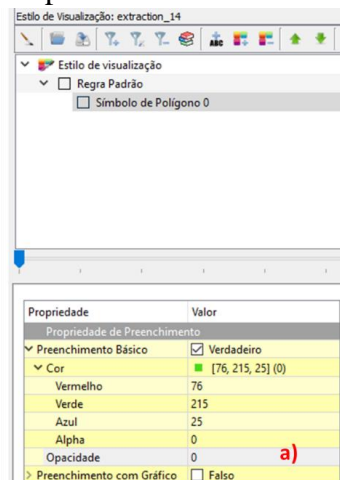 Estilo de Visualização: extraction_14
ABC
Estilo de visualização
Regra Padrão
Símbolo de Polígono 0
Propriedade Valor
Propriedade de Preenchimento
Preenchimento Básico Verdadeiro
Cor [76, 215, 25] (0)
Vermelho 76
Verde 215
Azul 25
Alpha 0
Opacidade 0
a)
Preenchimento com Gráfico Falso